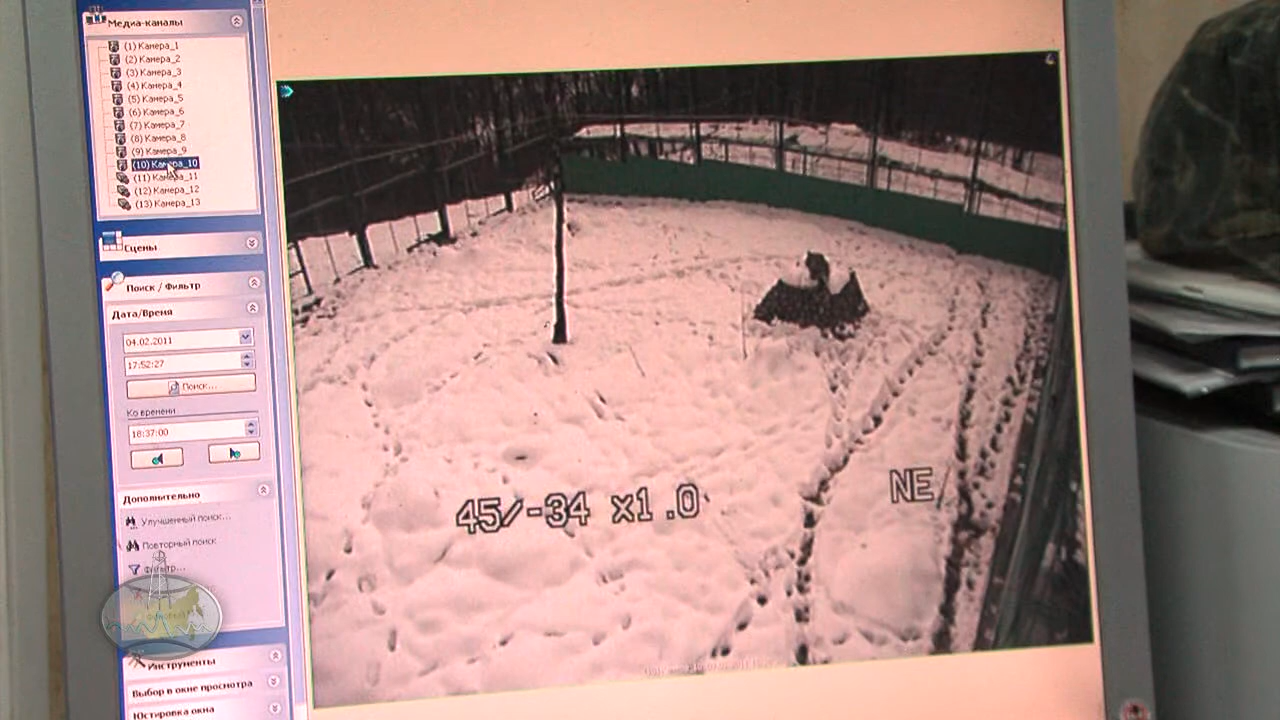 Медиа-каналы
(1) Камера_1
(2) Камера_2
(3) Камера_3
(4) Камера_4
(5) Камера_5
(6) Камера_6
(7) Камера_7
(8) Камера_8
(9) Камера_9
(10) Камера_10
(11) Камера_11
(12) Камера_12
(13) Камера_13
Сцены
Поиск / Фильтр
Дата/Время
04.02.2011
17:52:27
Поиск...
Ко времени
18:37:00
Дополнительно
Улучшенный поиск...
Повторный поиск
Фильтр...
Инструменты
Выбор в окне просмотра
Юстировка окна
45/-34 x1.0
NE